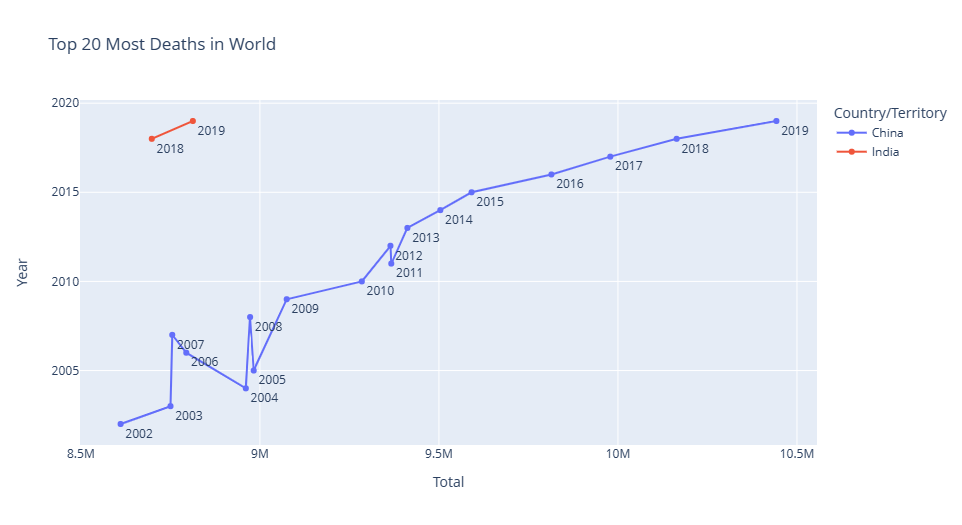 Top 20 Most Deaths in World
Country/Territory
China
India
2020
2015
2010
2005
Year
2019
2018
2019
2018
2017
2016
2015
2014
2013
2012
2011
2010
2009
2008
2007
2006
2005
2004
2003
2002
8.5M
9M
9.5M
10M
10.5M
Total